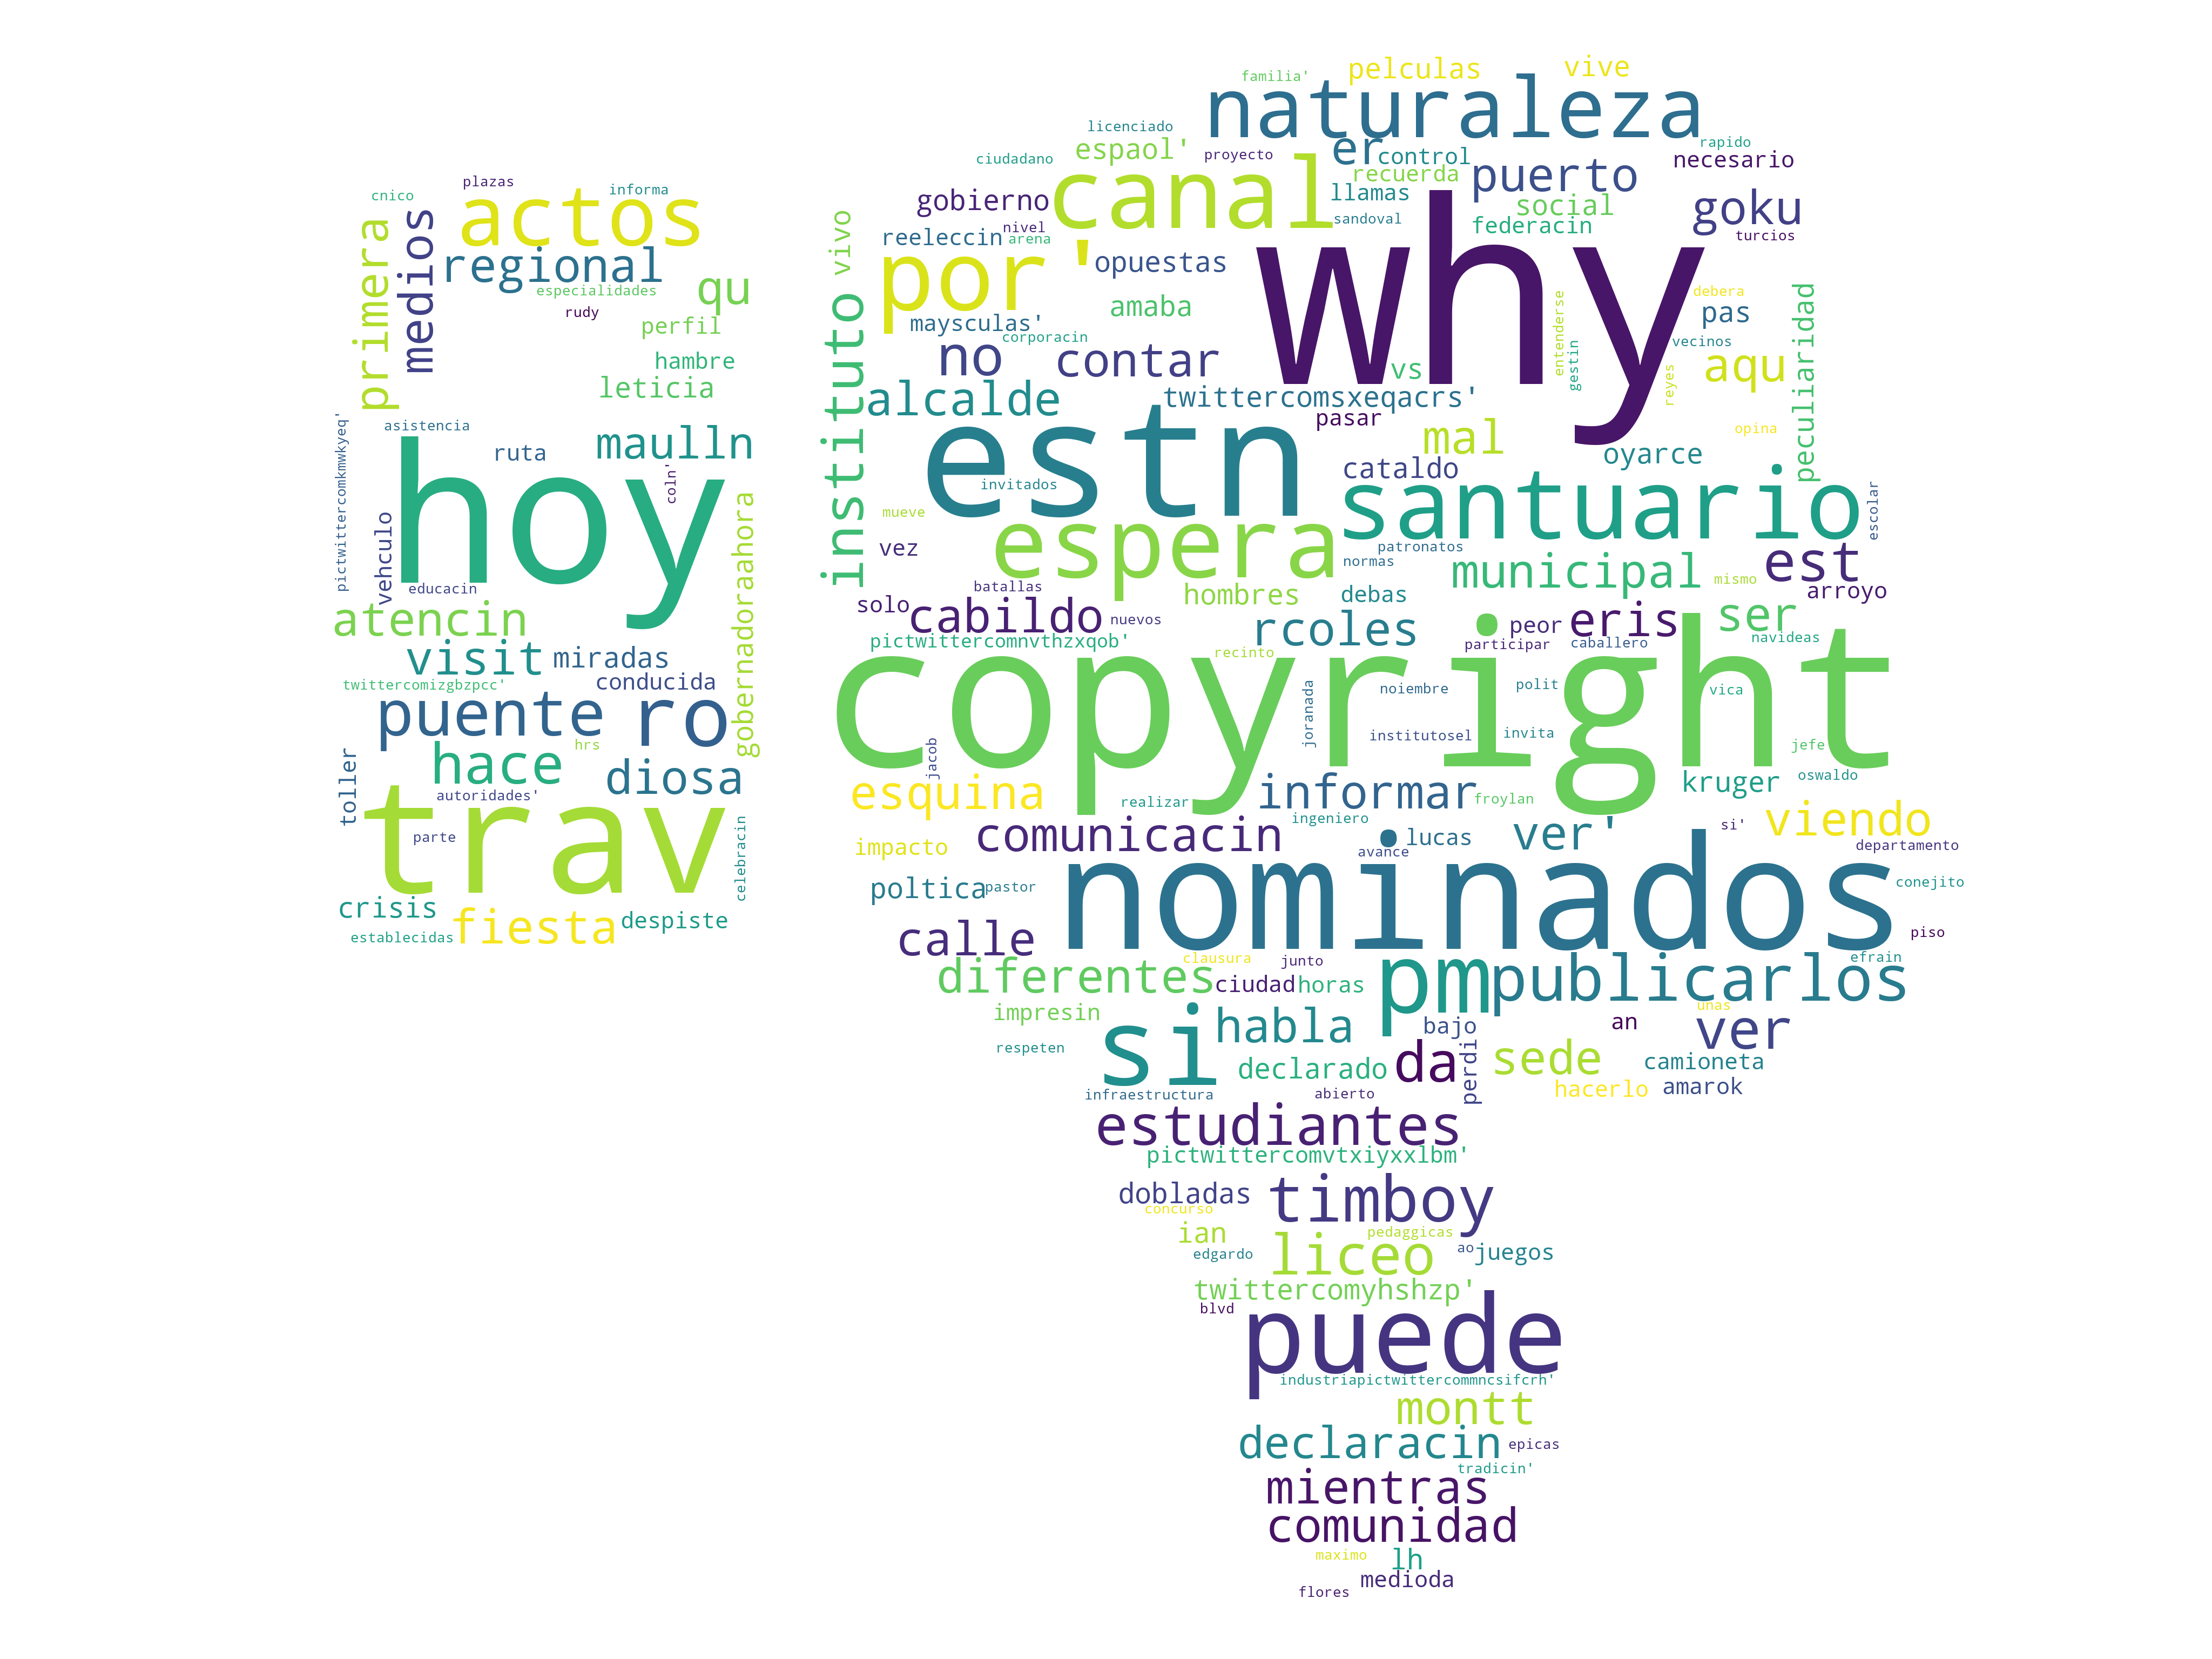 cnico
plazas
informa
actos
primera
medios
regional
especialidades
qu
rudy
perfil
hambre
leticia
pictwittercomkmwkyeq'
asistencia
ruta
maulln
coln'
hoy
vehculo
educacin
atencin
gobernadoraahora
visit
miradas
conducida
twittercomizgbzpcc'
puente
ro
hrs
hace
diosa
toller
autoridades'
trav
parte
celebracin
crisis
fiesta
despiste
establecidas
familia'
pelculas
vive
naturaleza
licenciado
ciudadano
espaol'
proyecto
er
control
rapido
necesario
recuerda
canal
llamas
puerto
gobierno
sandoval
social
federacin
goku
turcios
nivel
reeleccin
arena
vivo
por'
opuestas
why
amaba
maysculas'
corporacin
debera
pas
entenderse
gestin
vecinos
peculiaridad
instituto
no
contar
vs
aqu
reyes
alcalde
twittercomsxeqacrs'
pasar
mal
opina
oyarce
estn
cataldo
invitados
santuario
escolar
mueve
espera
vez
patronatos
normas
municipal
est
mismo
arroyo
batallas
hombres
debas
solo
cabildo
nuevos
rcoles
peor
eris
ser
pictwittercomnvthzxqob'
recinto
participar
caballero
navideas
copyright
joranada
noiembre
polit
vica
institutosel
invita
jacob
jefe
esquina
realizar
informar
froylan
kruger
oswaldo
ingeniero
comunicacin
lucas
ver'
si'
viendo
impacto
avance
departamento
poltica
pastor
nominados
conejito
calle
piso
clausura
junto
efrain
diferentes
ciudad
horas
pm
publicarlos
impresin
unas
si
habla
bajo
an
ver
respeten
declarado
da
perdi
sede
camioneta
infraestructura
abierto
hacerlo
amarok
estudiantes
pictwittercomvtxiyxxlbm'
dobladas
timboy
concurso
ian
pedaggicas
edgardo
liceo
ao
juegos
twittercomyhshzp'
blvd
puede
industriapictwittercommncsifcrh'
montt
declaracin
epicas
tradicin'
mientras
comunidad
maximo
lh
medioda
flores